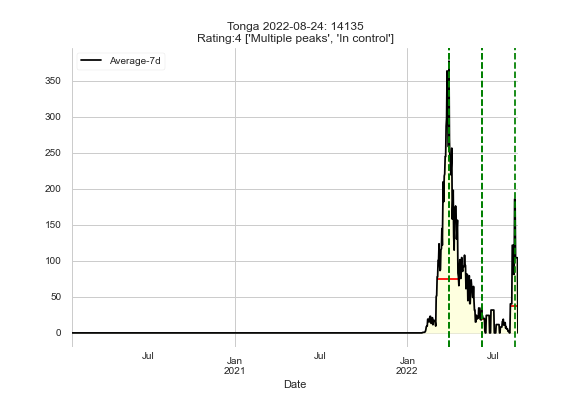 Tonga 2022-08-24: 14135
Rating:4 ['Multiple peaks', 'In control']
Average-7d
350
300
250
200
150
100
50
0
Jul
Jan
2021
Jul
Jan
2022
Jul
Date